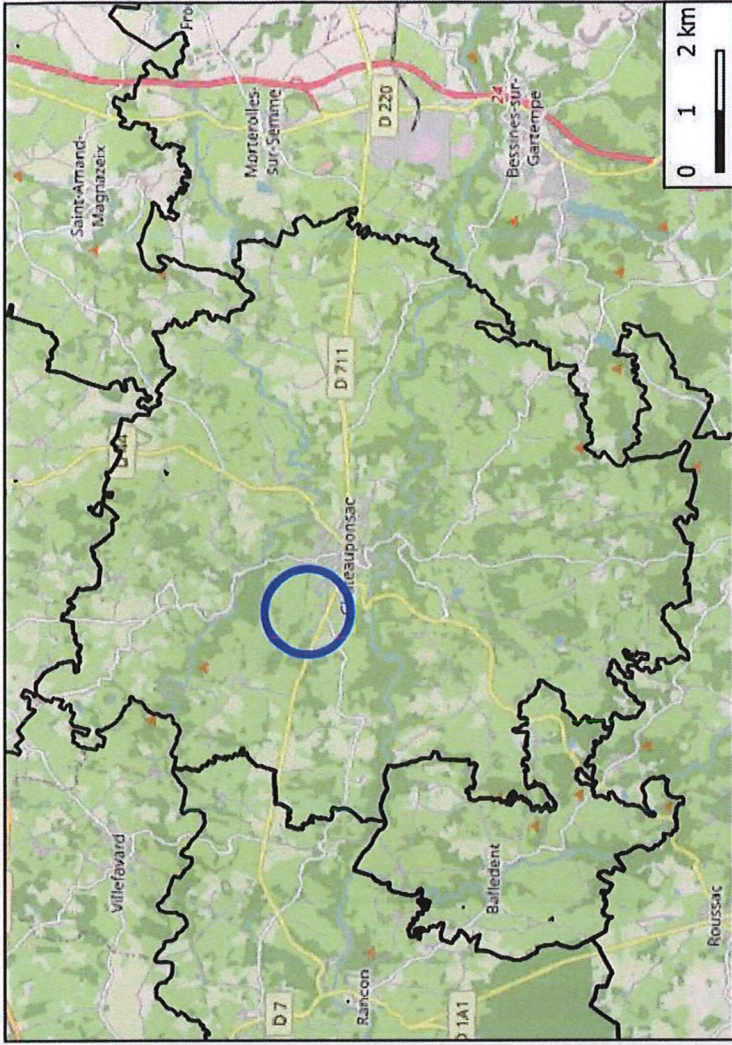 Saint-Amand-
Magnazeix
Villefavard
Fro
Morterolles-
sur-Semme
D 7
D 711
Châteauponsac
Rancon
D 220
D 1A1
Balledent
24
Bessines-sur-
Gartempe
0 1 2 km
Roussac